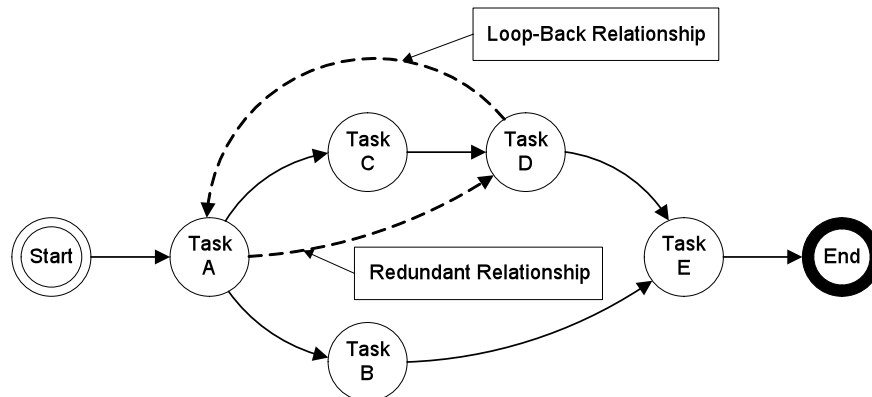 Loop-Back Relationship
Task
C
Task
D
Start
Task
A
Redundant Relationship
Task
E
End
Task
B